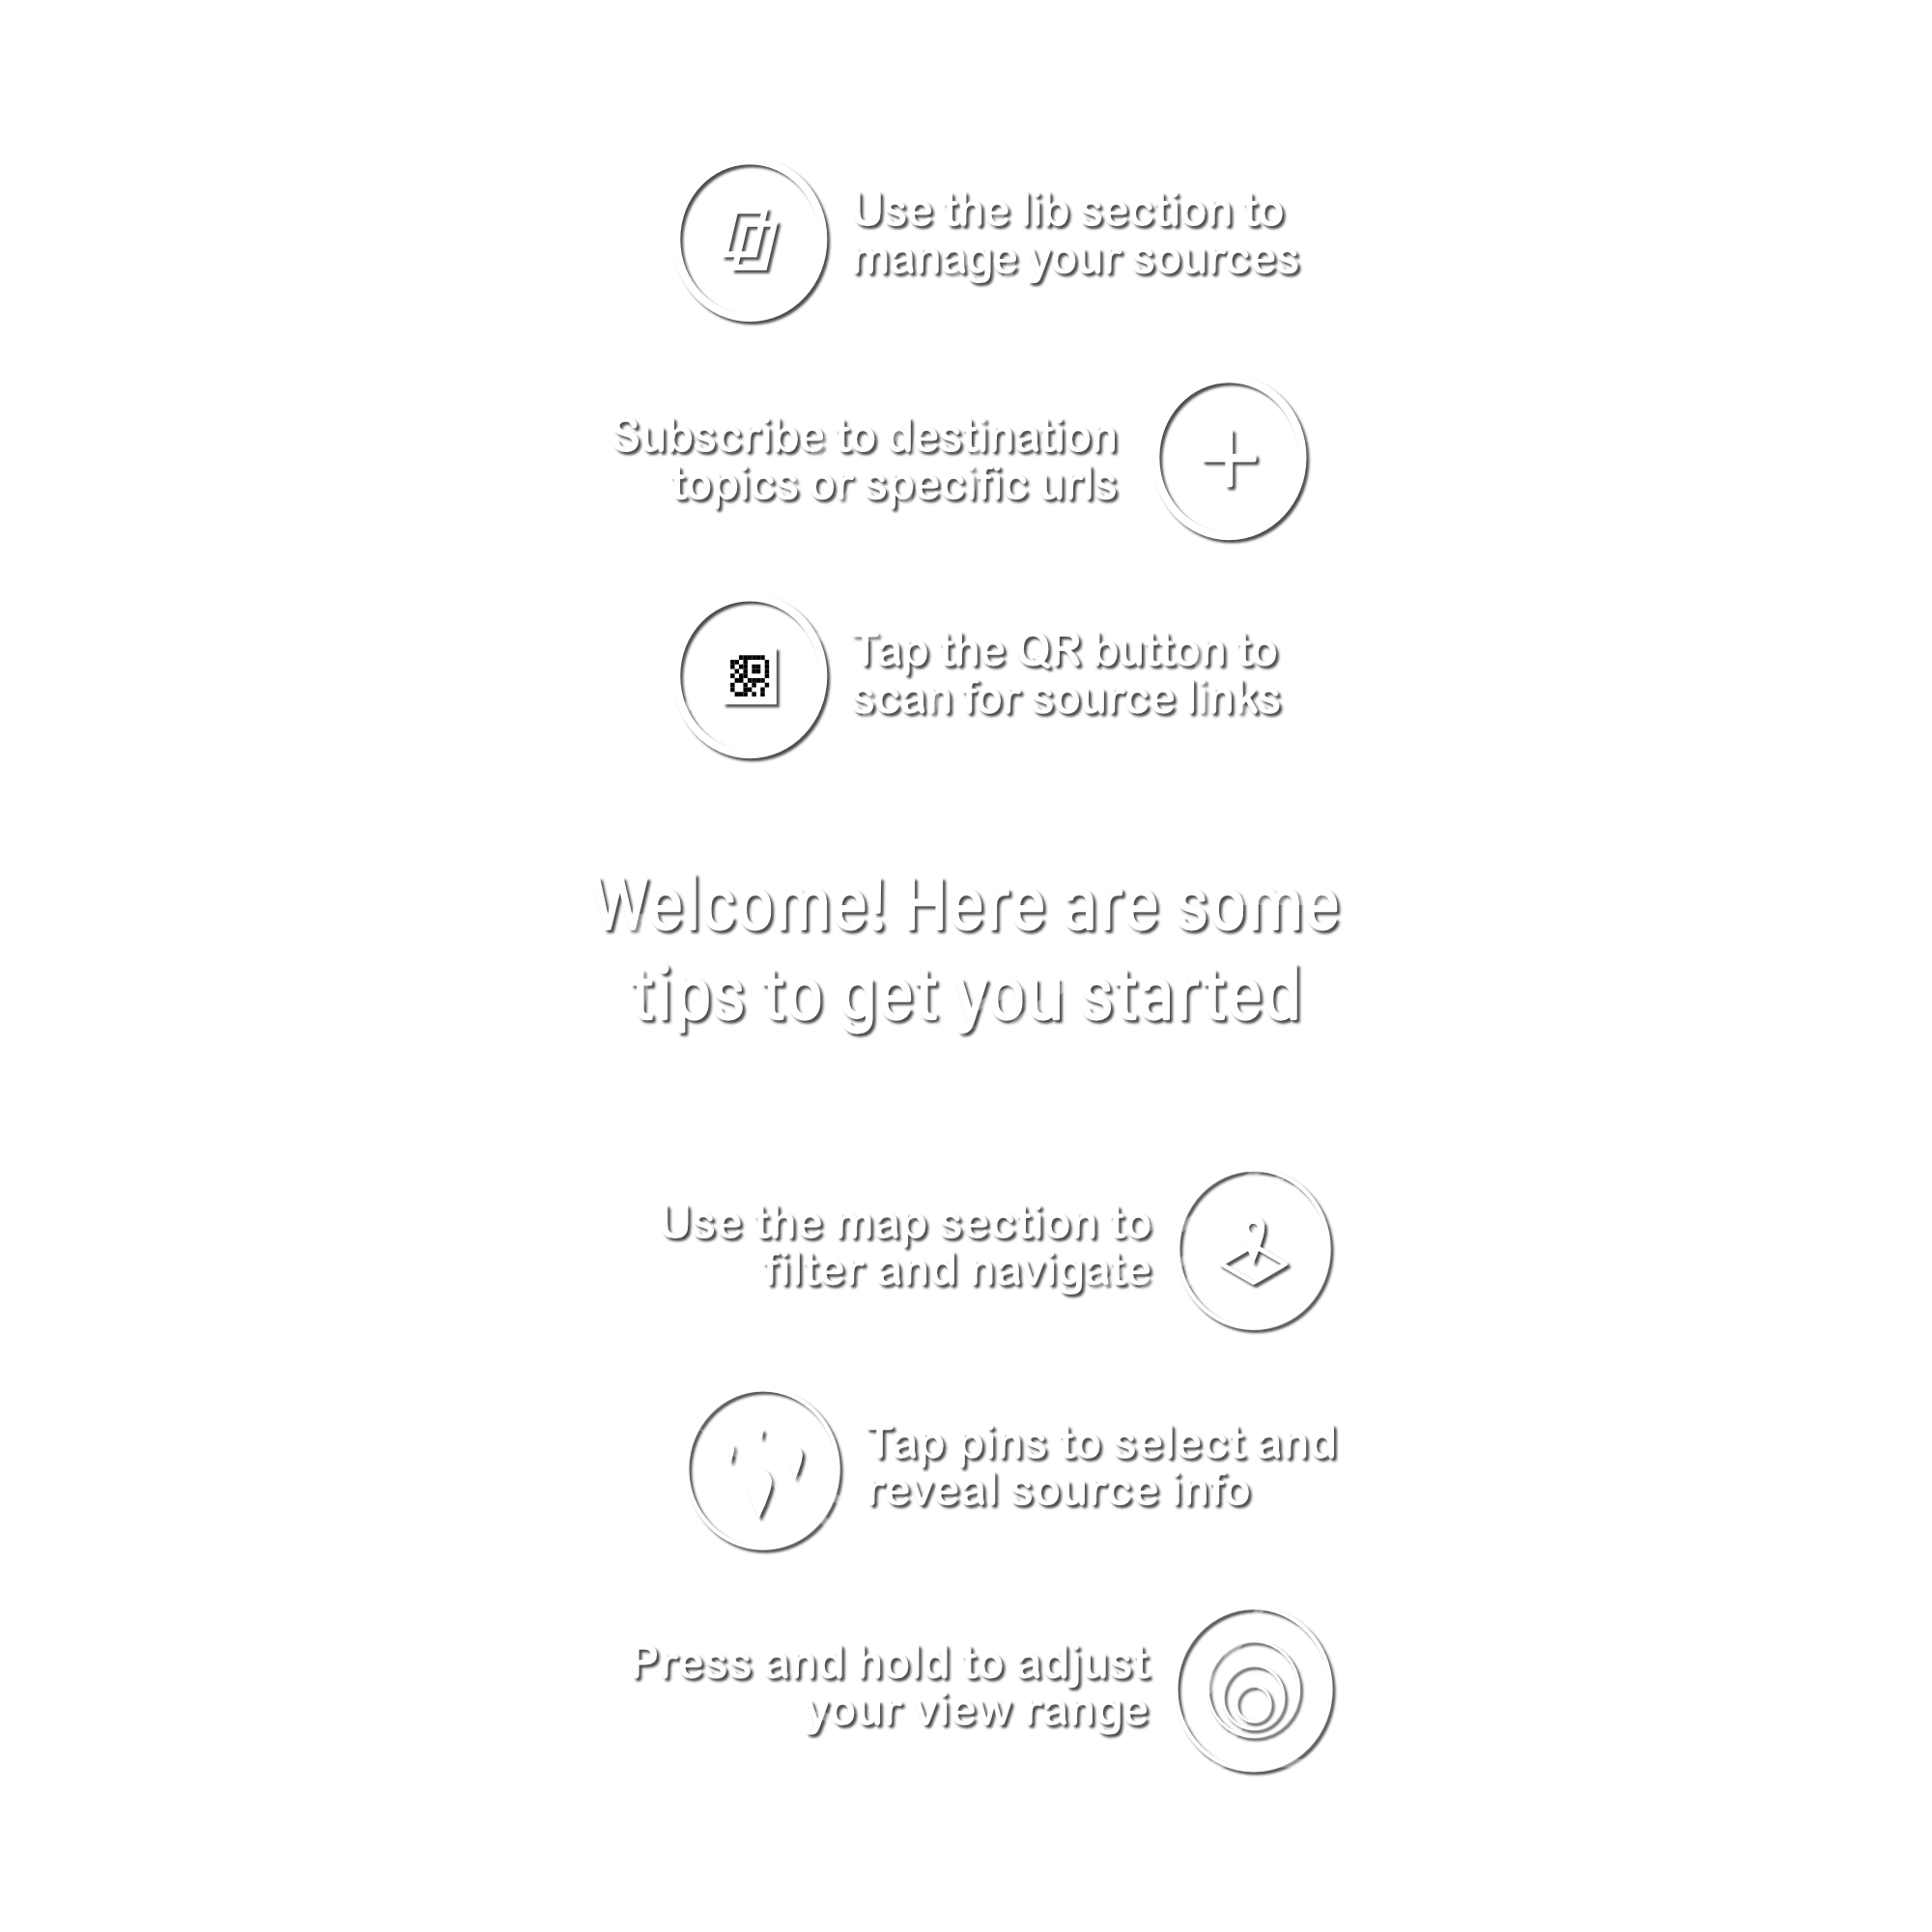 Use the lib section to
manage your sources
Subscribe to destination
topics or specific urls
Tap the QR button to
scan for source links
Welcome! Here are some
tips to get you started
Use the map section to
filter and navigate
Tap pins to select and
reveal source info
Press and hold to adjust
your view range